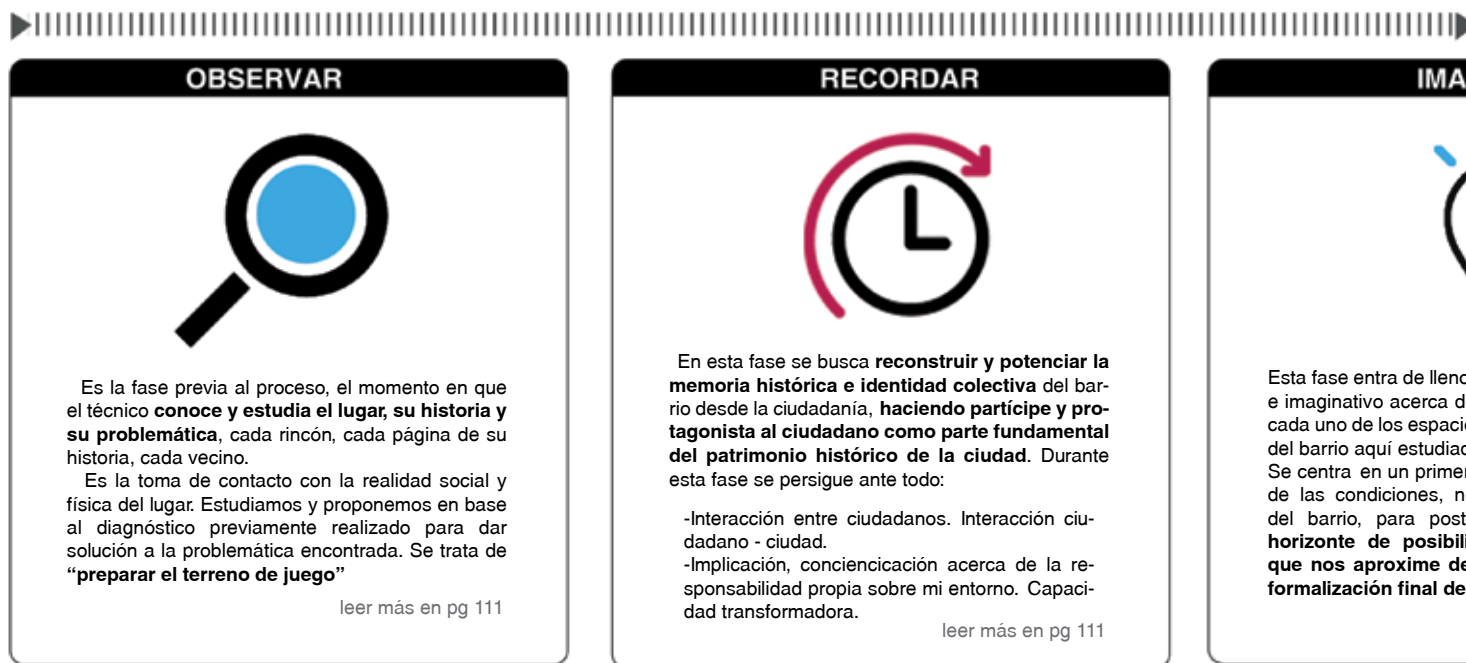 OBSERVAR
Es la fase previa al proceso, el momento en que
el técnico conoce y estudia el lugar, su historia y
su problemática, cada rincón, cada página de su
historia, cada vecino.
Es la toma de contacto con la realidad social y
física del lugar. Estudiamos y proponemos en base
al diagnóstico previamente realizado para dar
solución a la problemática encontrada. Se trata de
“preparar el terreno de juego”
leer más en pg 111
RECORDAR
En esta fase se busca reconstruir y potenciar la
memoria histórica e identidad colectiva del bar-
rio desde la ciudadanía, haciendo partícipe y pro-
tagonista al ciudadano como parte fundamental
del patrimonio histórico de la ciudad. Durante
esta fase se persigue ante todo:
-Interacción entre ciudadanos. Interacción ciu-
dadano - ciudad.
-Implicación, conciencicación acerca de la re-
sponsabilidad propia sobre mi entorno. Capaci-
dad transformadora.
leer más en pg 111
IMA
Esta fase entra de
e imaginativo acerca
cada uno de los
del barrio aquí
Se centra en un
de las condiciones,
del barrio, para
horizonte de
que nos aproxime
formalización final de